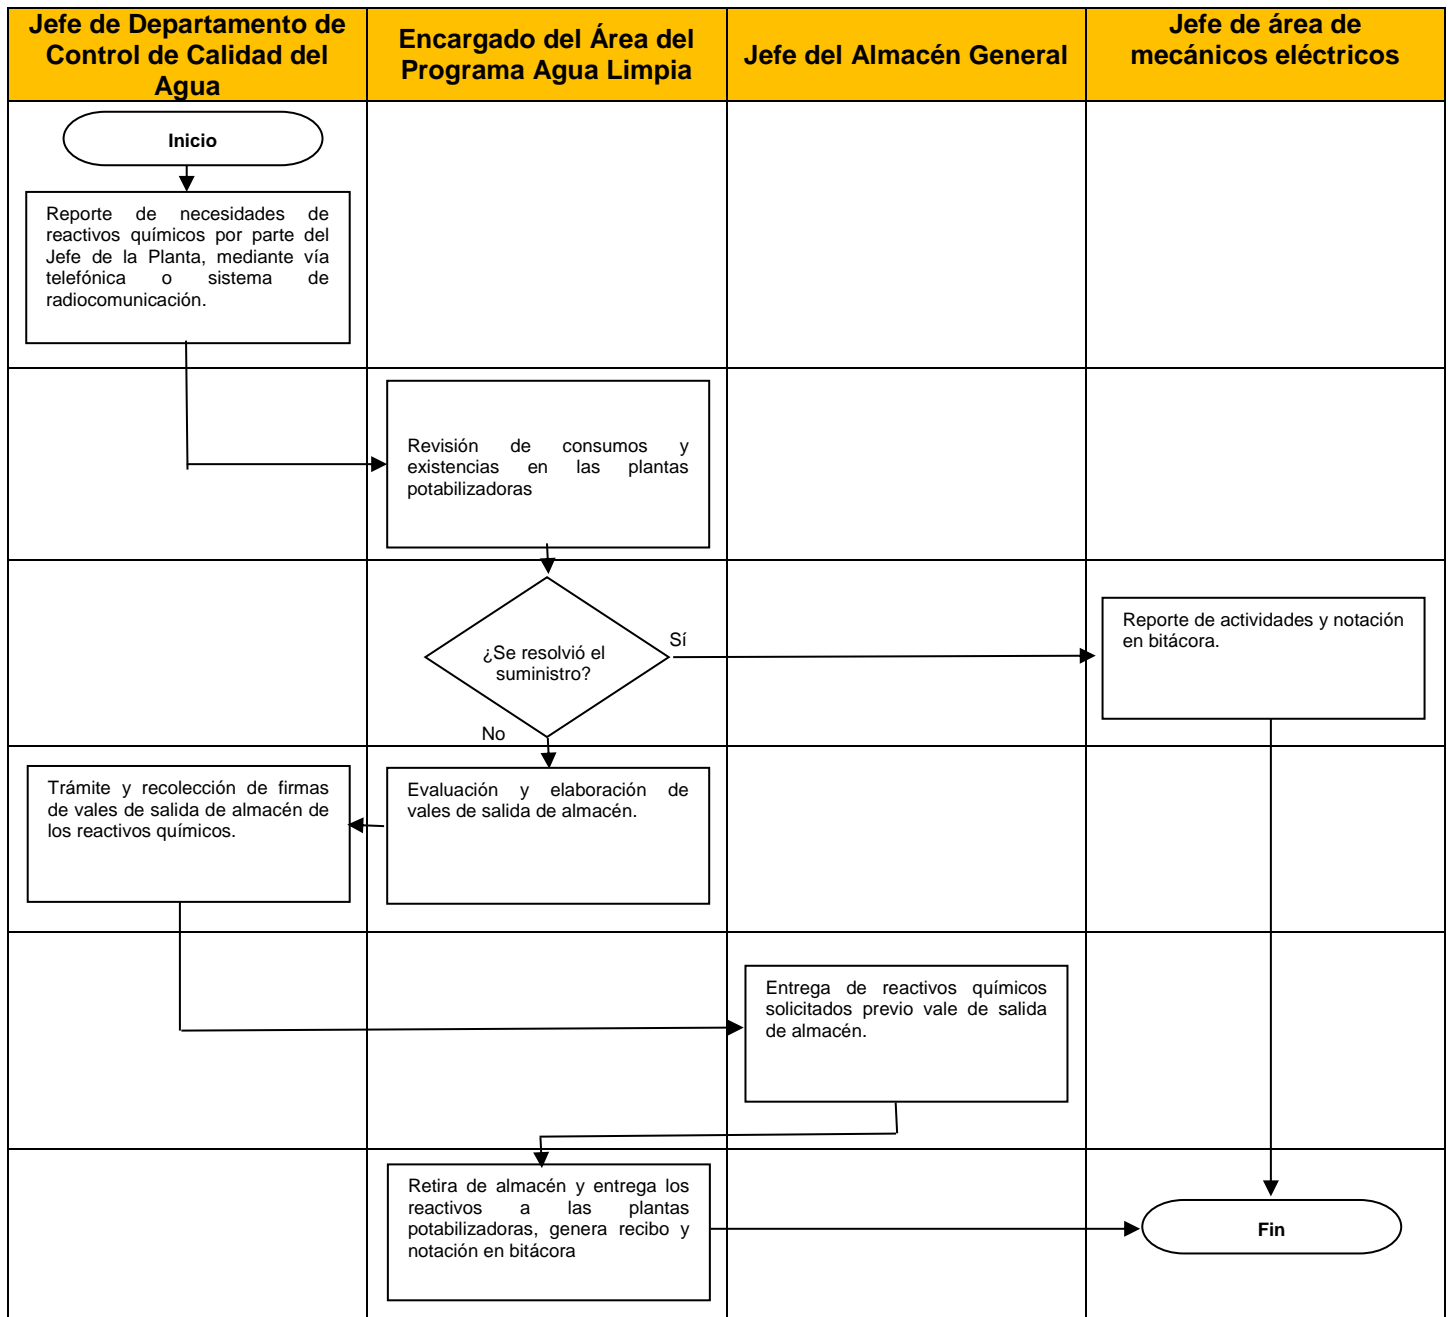 Jefe de Departamento de
Control de Calidad del
Agua
Encargado del Área del
Programa Agua Limpia
Jefe del Almacén General
Jefe de área de
mecánicos eléctricos
Inicio
Reporte de necesidades de
reactivos químicos por parte del
Jefe de la Planta, mediante vía
telefónica o sistema de
radiocomunicación.
Revisión de consumos y
existencias en las plantas
potabilizadoras
¿Se resolvió el
suministro?
Sí
No
Reporte de actividades y notación
en bitácora.
Trámite y recolección de firmas
de vales de salida de almacén de
los reactivos químicos.
Evaluación y elaboración de
vales de salida de almacén.
Entrega de reactivos químicos
solicitados previo vale de salida
de almacén.
Retira de almacén y entrega los
reactivos a las plantas
potabilizadoras, genera recibo y
notación en bitácora
Fin